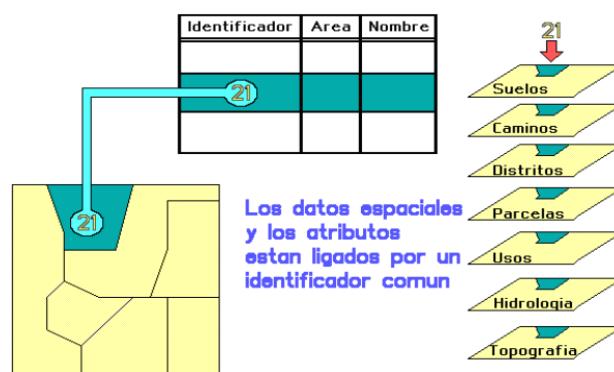 Identificador Area Nombre
21
21
Los datos espaciales
y los atributos
estan ligados por un
identificador comun
21
Suelos
Caminos
Distritos
Parcelas
Usos
Hidrologia
Topografia